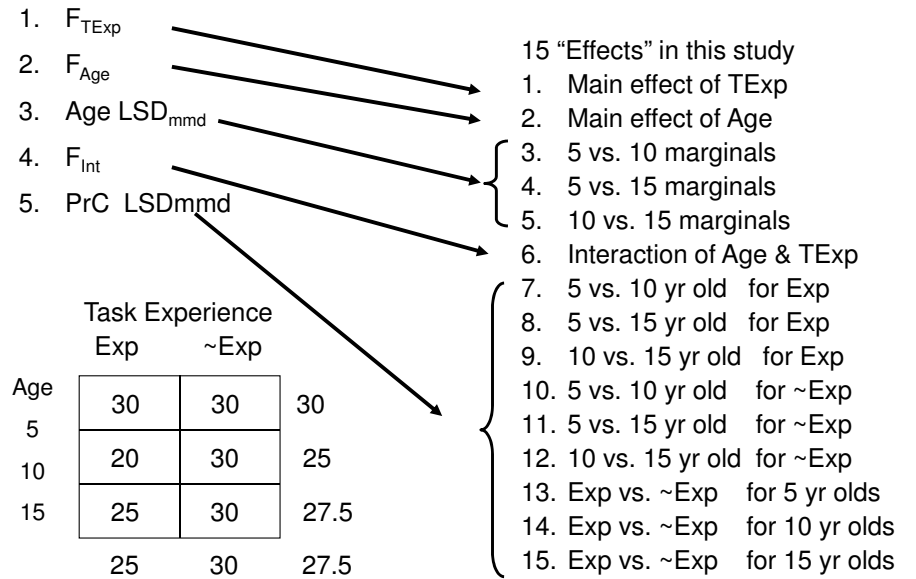 1. F_TExp
2. F_Age
3. Age LSD_mmd
4. F_Int
5. PrC LSDmmd
15 “Effects” in this study
1. Main effect of TExp
2. Main effect of Age
3. 5 vs. 10 marginals
4. 5 vs. 15 marginals
5. 10 vs. 15 marginals
6. Interaction of Age & TExp
7. 5 vs. 10 yr old for Exp
8. 5 vs. 15 yr old for Exp
9. 10 vs. 15 yr old for Exp
10. 5 vs. 10 yr old for ~Exp
11. 5 vs. 15 yr old for ~Exp
12. 10 vs. 15 yr old for ~Exp
13. Exp vs. ~Exp for 5 yr olds
14. Exp vs. ~Exp for 10 yr olds
15. Exp vs. ~Exp for 15 yr olds
Task Experience
Exp ~Exp
Age
5 30 30 30
10 20 30 25
15 25 30 27.5
25 30 27.5